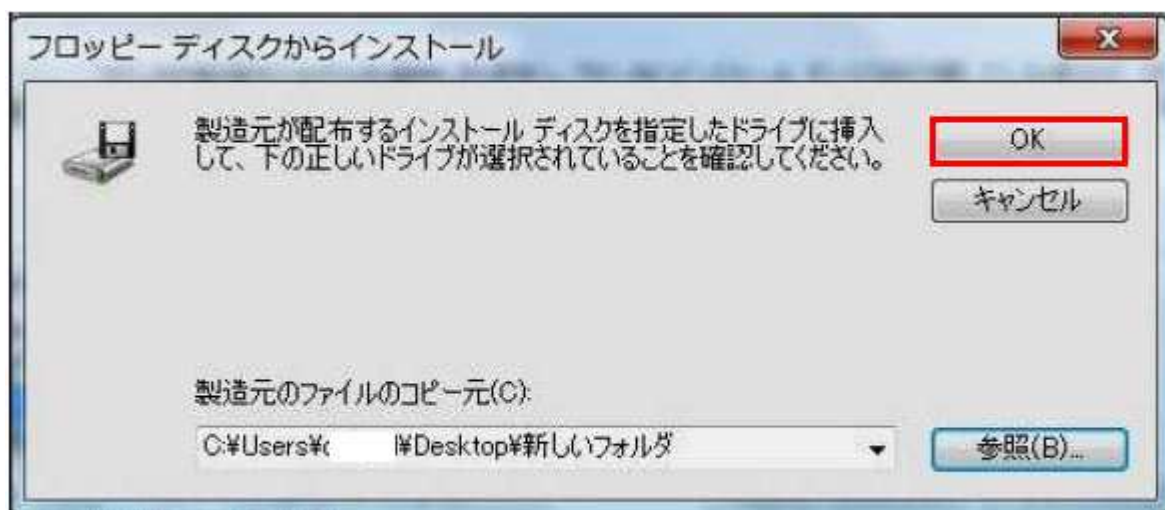 フロッピー ディスクからインストール
製造元が配布するインストール ディスクを指定したドライブに挿入
して、下の正しいドライブが選択されていることを確認してください。
OK
キャンセル
製造元のファイルのコピー元(C):
C:¥Users¥ ¥Desktop¥新しいフォルダ
参照(B)...